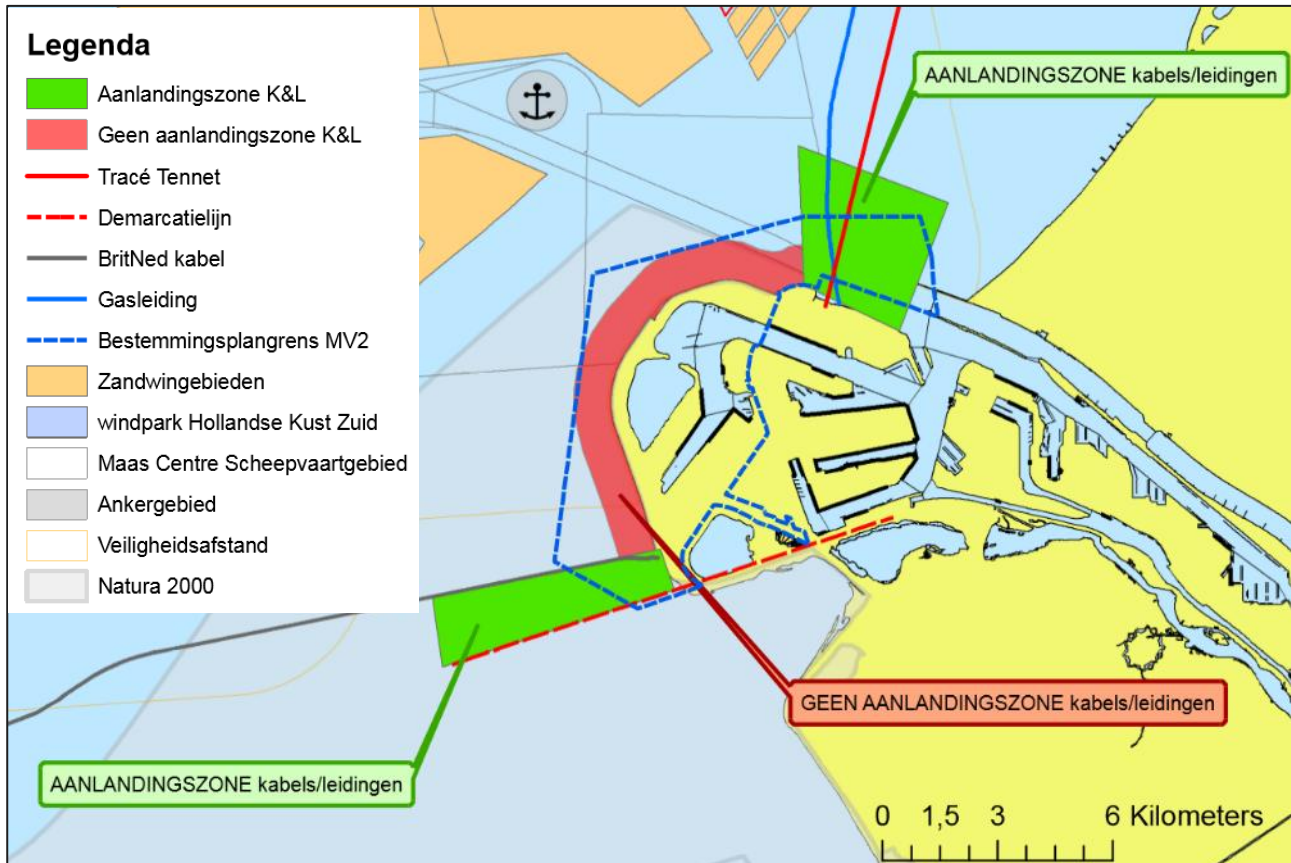 Legenda
Aanlandingszone K&L
Geen aanlandingszone K&L
Tracé Tennet
Demarcatielijn
BritNed kabel
Gasleiding
Bestemmingsplangrens MV2
Zandwingebieden
windpark Hollandse Kust Zuid
Maas Centre Scheepvaartgebied
Ankergebied
Veiligheidsafstand
Natura 2000
AANLANDINGSZONE kabels/leidingen
GEEN AANLANDINGSZONE kabels/leidingen
AANLANDINGSZONE kabels/leidingen
0 1,5 3 6 Kilometers